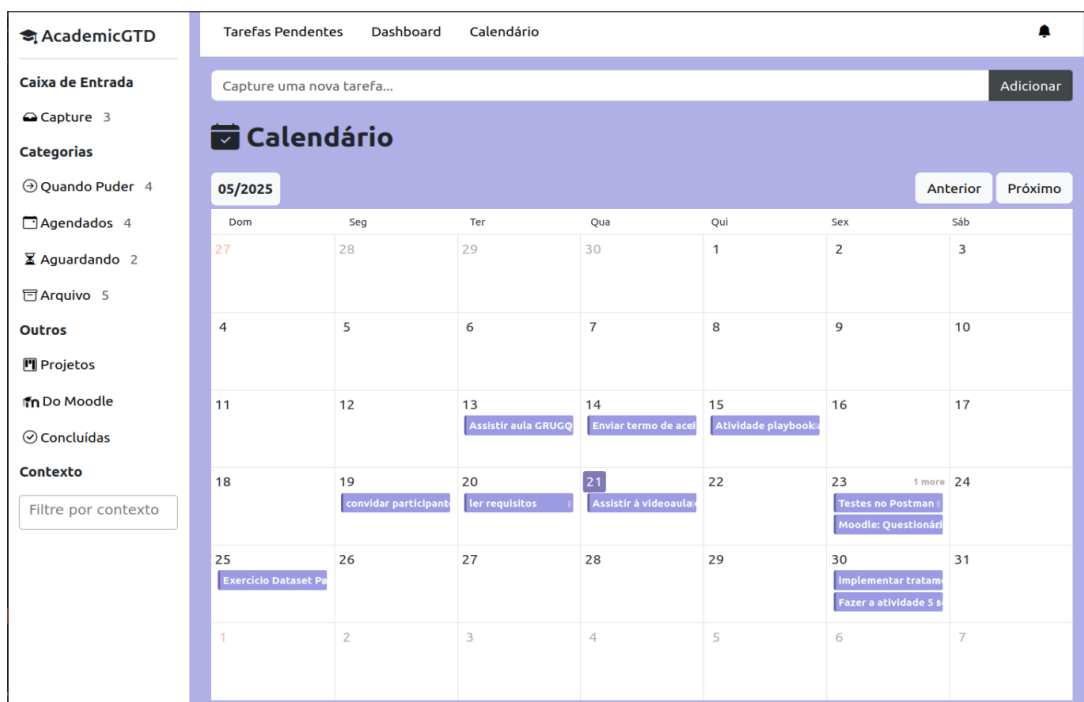 AcademicGTD
Tarefas Pendentes Dashboard Calendário
Caixa de Entrada
Capture 3
Categorias
Quando Puder 4
Agendados 4
Aguardando 2
Arquivo 5
Outros
Projetos
Do Moodle
Concluídas
Contexto
Filtre por contexto
Capture uma nova tarefa... Adicionar
Calendário
05/2025 Anterior Próximo
Dom Seg Ter Qua Qui Sex Sáb
27 28 29 30 1 2 3
4 5 6 7 8 9 10
11 12 13 14 15 16 17
Assistir aula GRUGQ Enviar termo de acei Atividade playbook
18 19 20 21 22 23 1 more 24
convidar participant ler requisitos Assistir à videoaula Testes no Postman
Moodle: Questionári
25 26 27 28 29 30 31
Exercicio Dataset Pa implementar tratam
Fazer a atividade 5 s
1 2 3 4 5 6 7